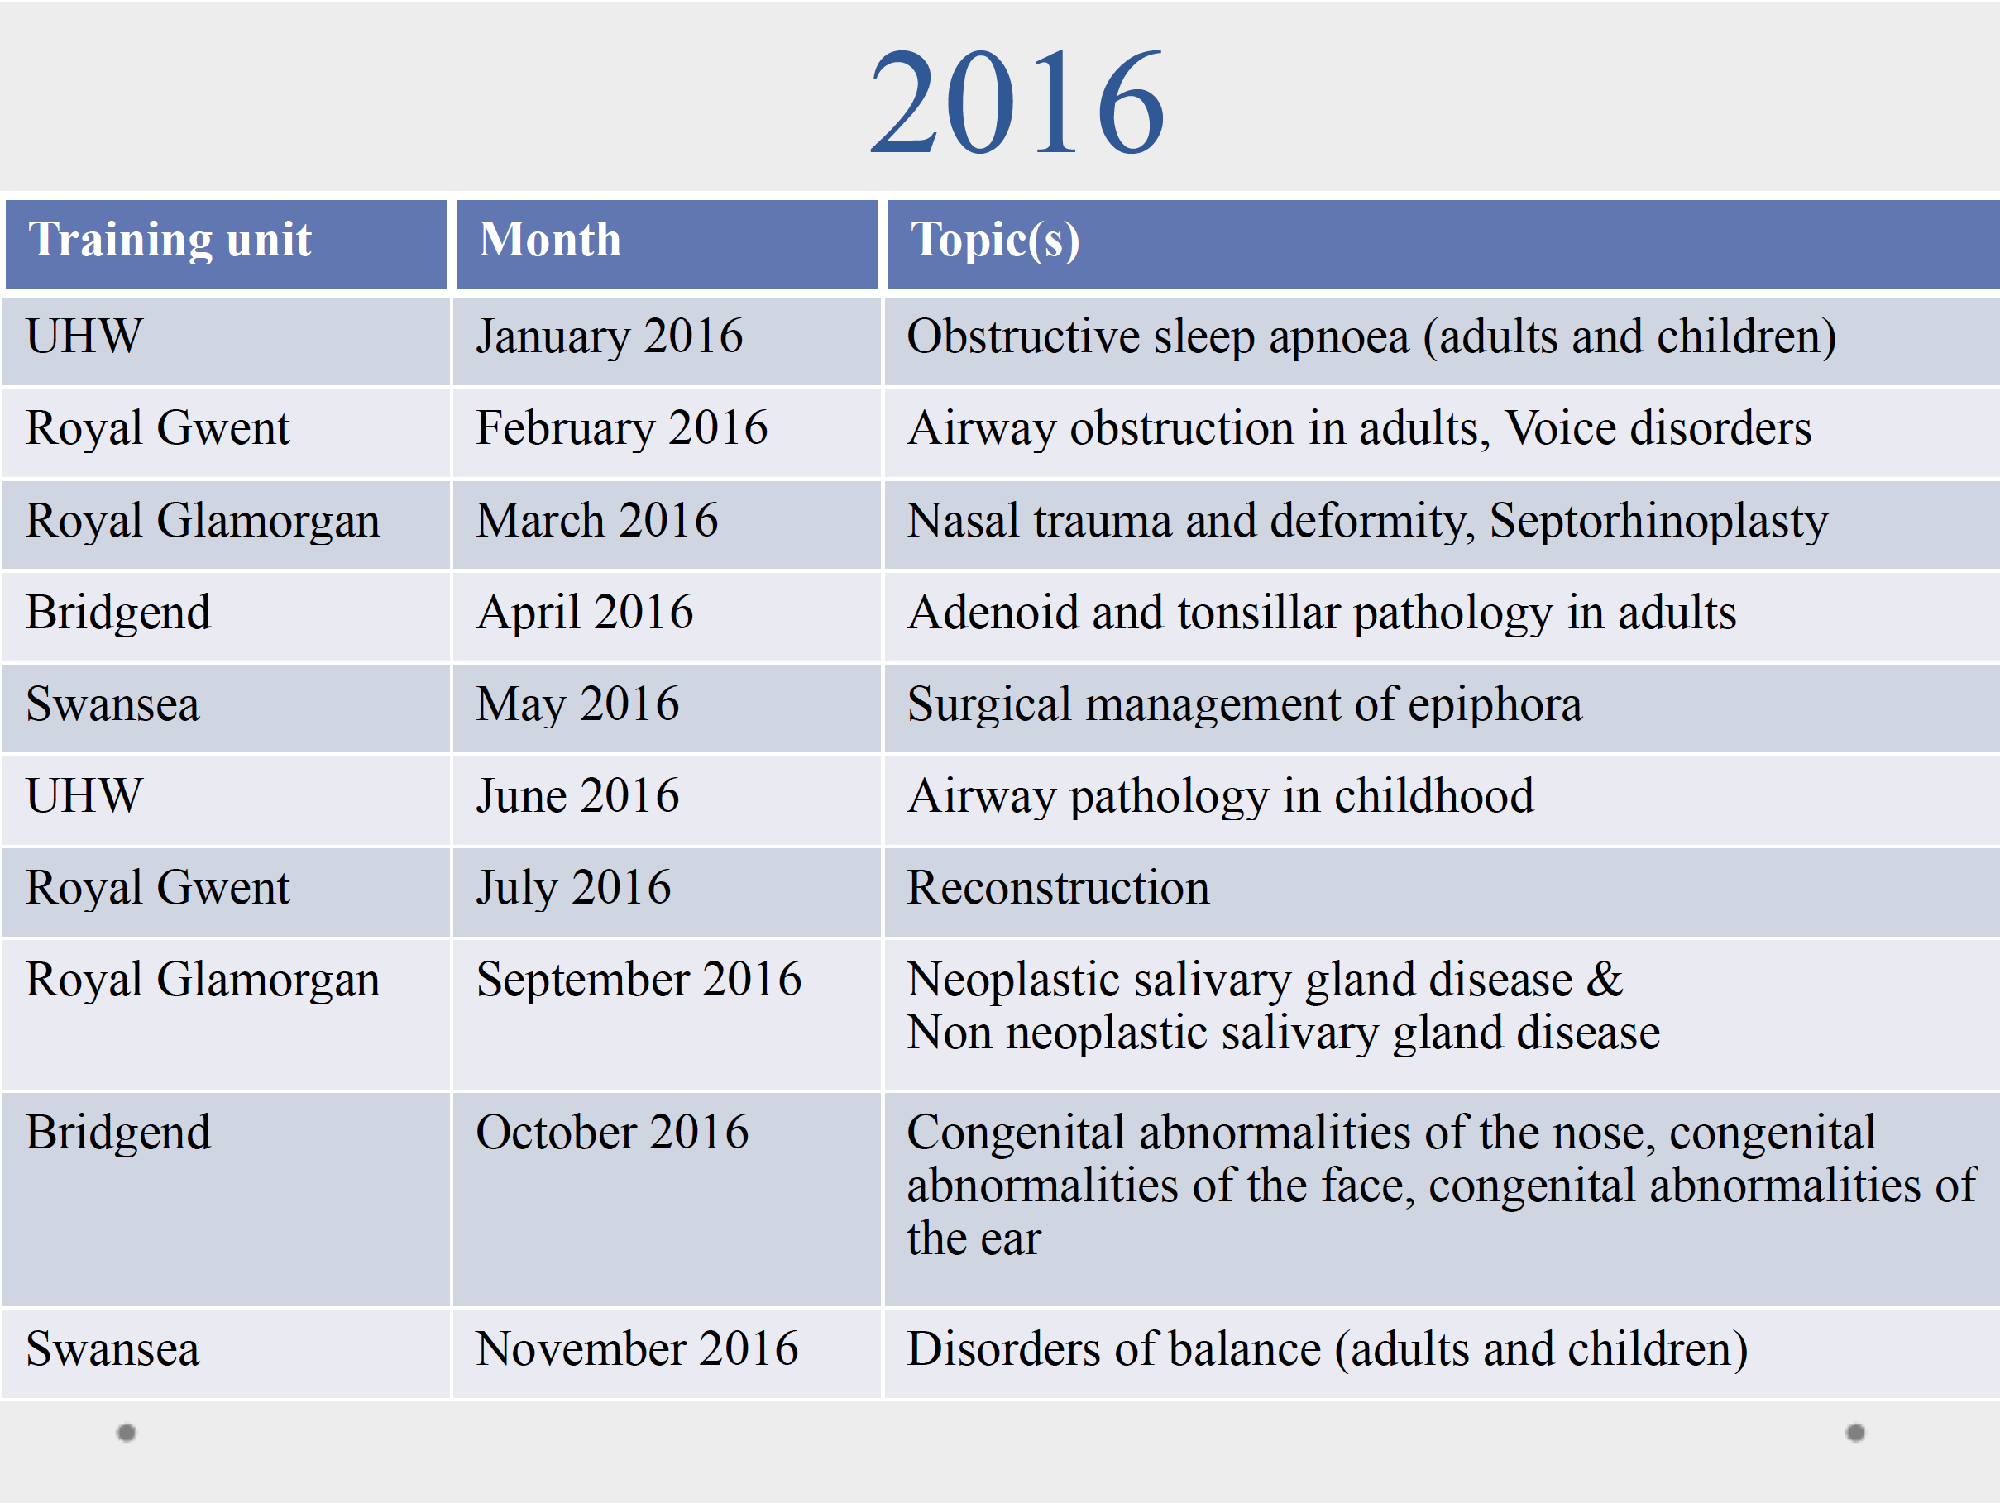 2016
Training unit Month Topic(s)
UHW January 2016 Obstructive sleep apnoea (adults and children)
Royal Gwent February 2016 Airway obstruction in adults, Voice disorders
Royal Glamorgan March 2016 Nasal trauma and deformity, Septorhinoplasty
Bridgend April 2016 Adenoid and tonsillar pathology in adults
Swansea May 2016 Surgical management of epiphora
UHW June 2016 Airway pathology in childhood
Royal Gwent July 2016 Reconstruction
Royal Glamorgan September 2016 Neoplastic salivary gland disease &
Non neoplastic salivary gland disease
Bridgend October 2016 Congenital abnormalities of the nose, congenital
abnormalities of the face, congenital abnormalities of
the ear
Swansea November 2016 Disorders of balance (adults and children)